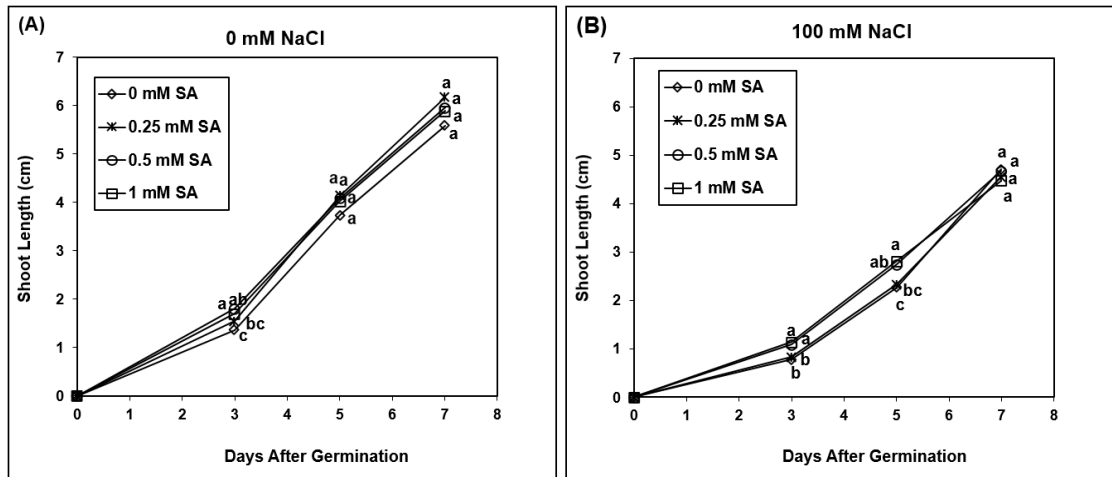 (A)
0 mM NaCl
7
6
5
4
3
2
1
0
Shoot Length (cm)
0 mM SA
0.25 mM SA
0.5 mM SA
1 mM SA
a
a
a
a
aa
a
a
a ab
bc
c
0 1 2 3 4 5 6 7 8
Days After Germination
(B)
100 mM NaCl
7
6
5
4
3
2
1
0
Shoot Length (cm)
0 mM SA
0.25 mM SA
0.5 mM SA
1 mM SA
a
a
a
a
a
ab
bc
c
a
a
b
b
0 1 2 3 4 5 6 7 8
Days After Germination